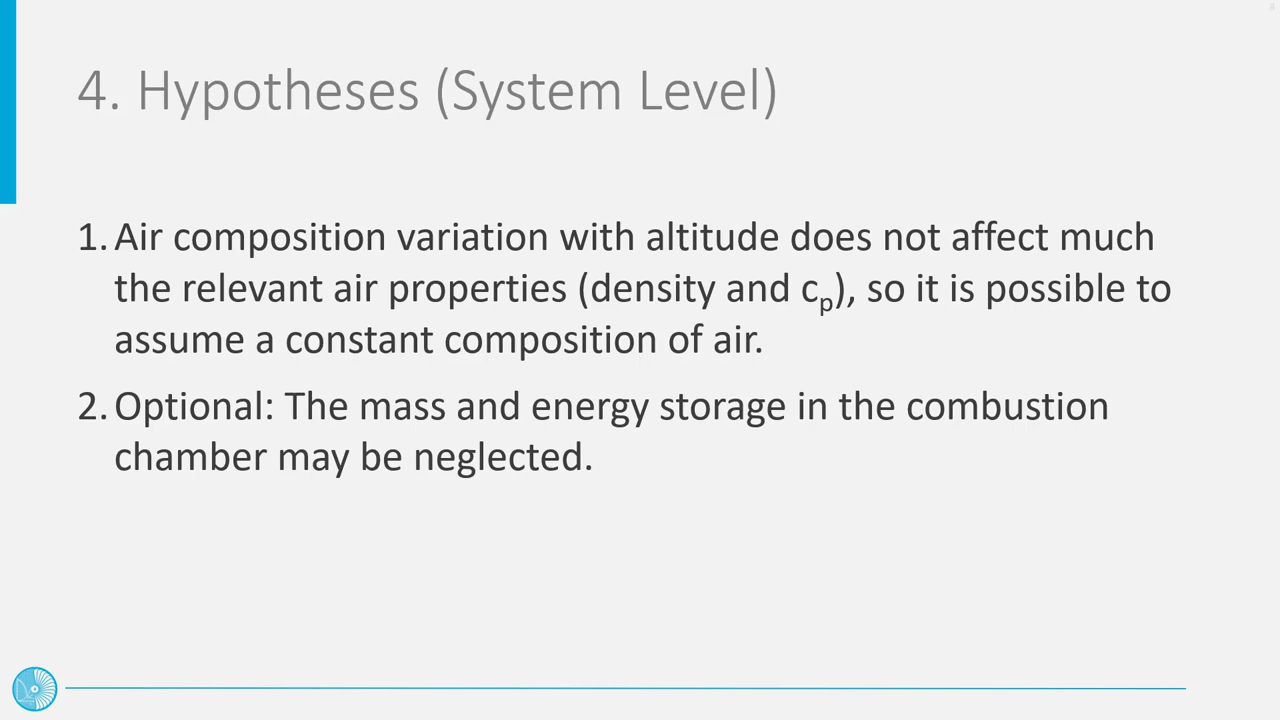 4. Hypotheses (System Level)
1. Air composition variation with altitude does not affect much
the relevant air properties (density and cp), so it is possible to
assume a constant composition of air.
2. Optional: The mass and energy storage in the combustion
chamber may be neglected.